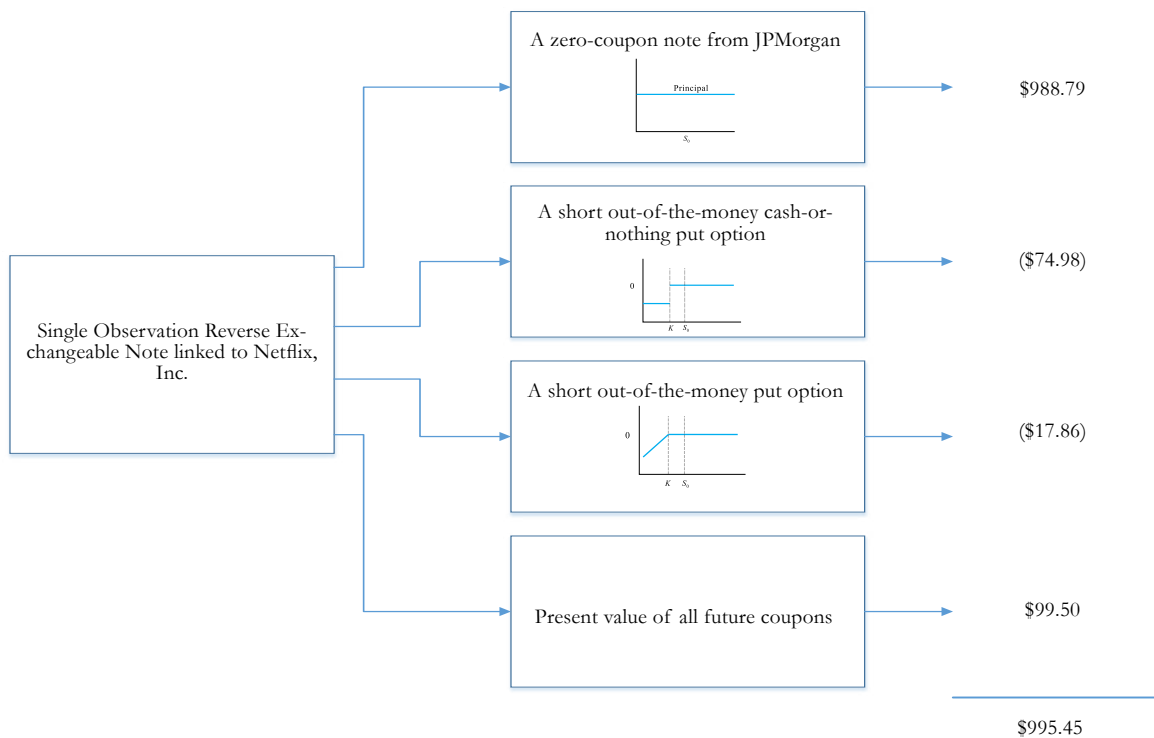 A zero-coupon note from JPMorgan
Principal
S0
$988.79
A short out-of-the-money cash-or-
nothing put option
0
K S0
($74.98)
Single Observation Reverse Ex-
changeable Note linked to Netflix,
Inc.
A short out-of-the-money put option
0
K S0
($17.86)
Present value of all future coupons
$99.50
$995.45